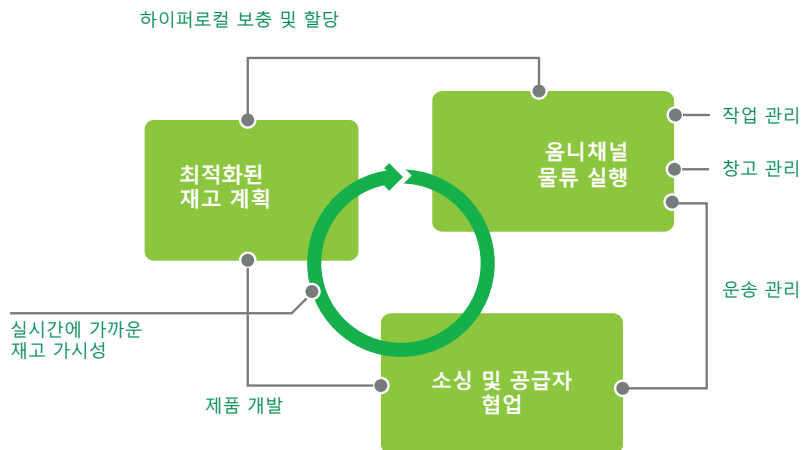 하이퍼로컬 보충 및 할당
최적화된
재고 계획
옴니채널
물류 실행
작업 관리
창고 관리
운송 관리
실시간에 가까운
재고 가시성
제품 개발
소싱 및 공급자
협업